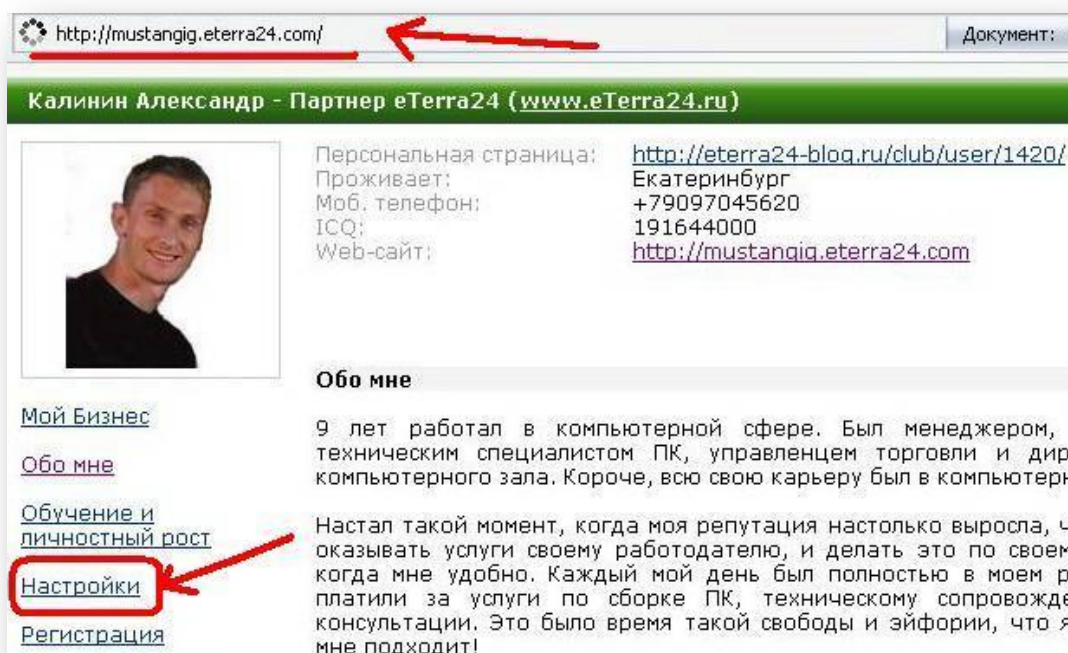 http://mustangig.eterra24.com/
Документ:
Калинин Александр - Партнер eTerra24 (www.eTerra24.ru)
Персональная страница: http://eterra24-blog.ru/club/user/1420/
Проживает: Екатеринбург
Моб. телефон: +79097045620
ICQ: 191644000
Web-сайт: http://mustangig.eterra24.com
Обо мне
Мой Бизнес
Обо мне
Обучение и
личностный рост
Настройки
Регистрация
9 лет работал в компьютерной сфере. Был менеджером,
техническим специалистом ПК, управленцем торговли и дир
компьютерного зала. Короче, всю свою карьеру был в компьютерн
Настал такой момент, когда моя репутация настолько выросла, ч
оказывать услуги своему работодателю, и делать это по своем
когда мне удобно. Каждый мой день был полностью в моем р
платили за услуги по сборке ПК, техническому сопровожде
консультации. Это было время такой свободы и эйфории, что я
мне подходит!